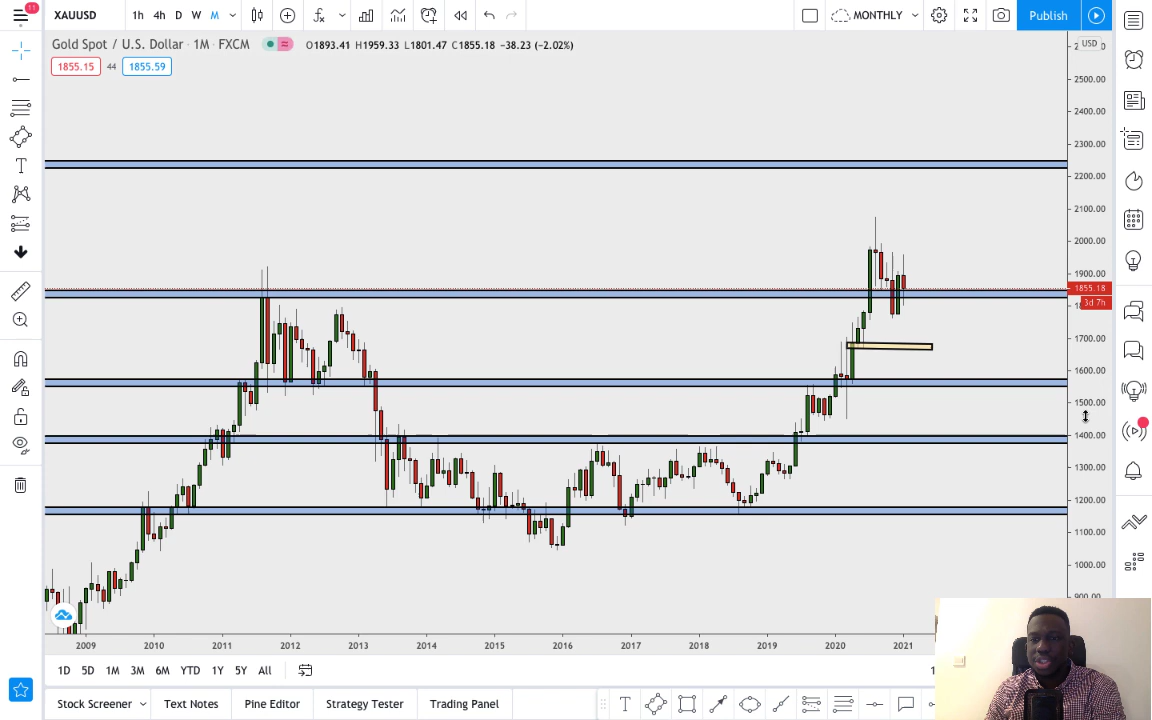 11
XAUUSD
1h 4h D W M
MONTHLY
Publish
Gold Spot / U.S. Dollar · 1M · FXCM
O1893.41 H1959.33 L1801.47 C1855.18 −38.23 (−2.02%)
USD
1855.15 44 1855.59
2500.00
2400.00
2300.00
2200.00
2100.00
2000.00
1900.00
1855.18
3d 7h
1700.00
1600.00
1500.00
1400.00
1300.00
1200.00
1100.00
1000.00
900.00
2009 2010 2011 2012 2013 2014 2015 2016 2017 2018 2019 2020 2021
1D 5D 1M 3M 6M YTD 1Y 5Y All
Stock Screener Text Notes Pine Editor Strategy Tester Trading Panel